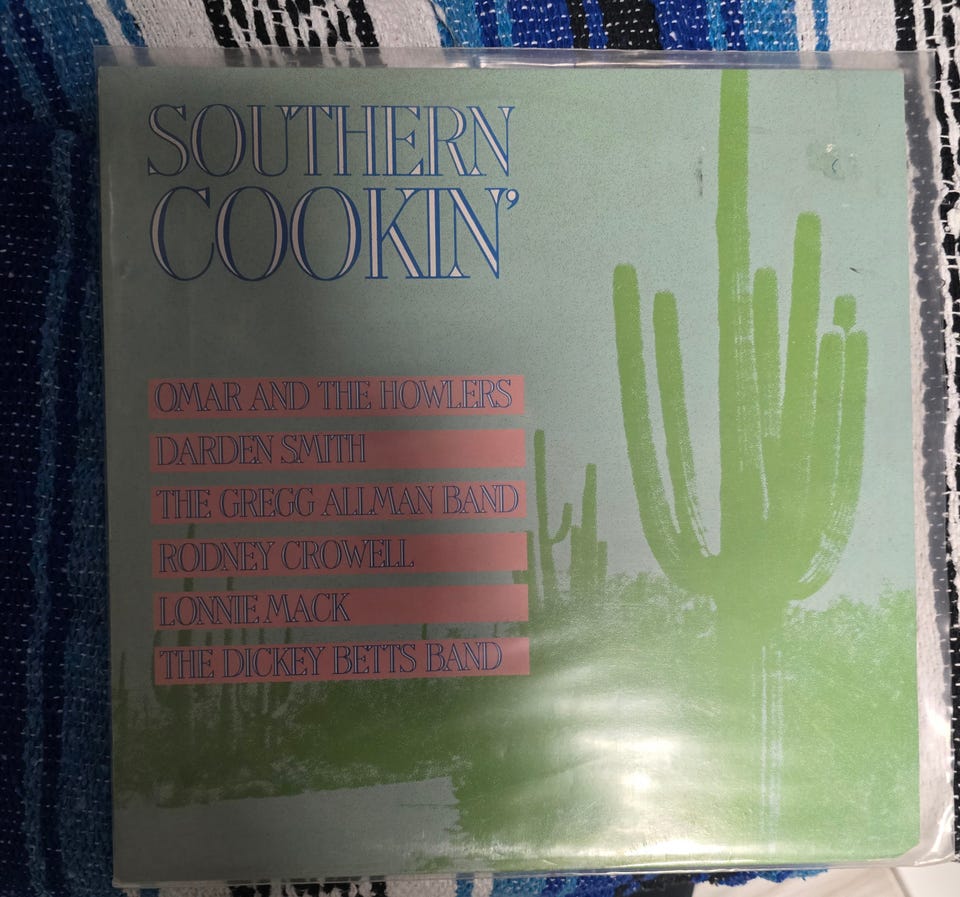 SOUTHERN
COOKIN'
OMAR AND THE HOWLERS
DARDEN SMITH
THE GREGG ALLMAN BAND
RODNEY CROWELL
LONNIE MACK
THE DICKEY BETTS BAND